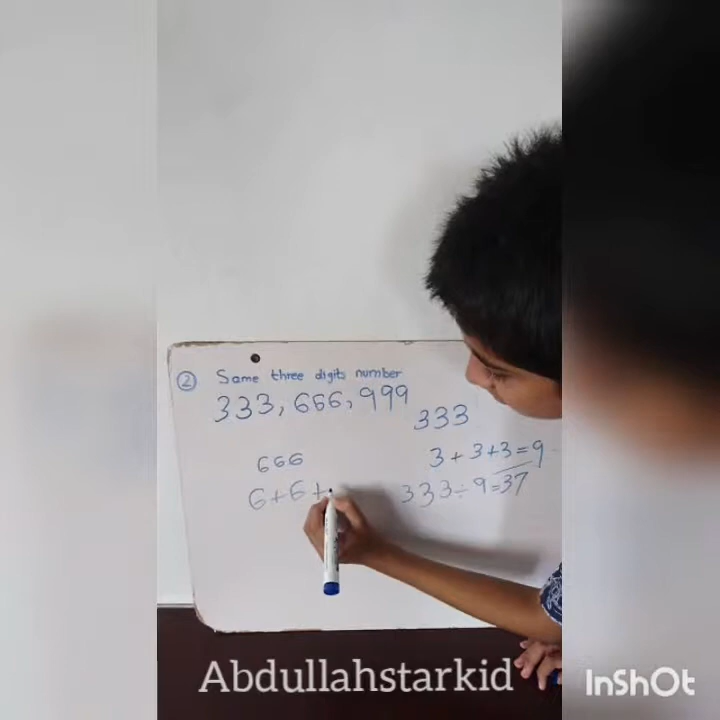 ② Same three digits number
333, 666, 999
333
3+3+3=9
333÷9=37
666
6+6+
Abdullahstarkid
InShOt